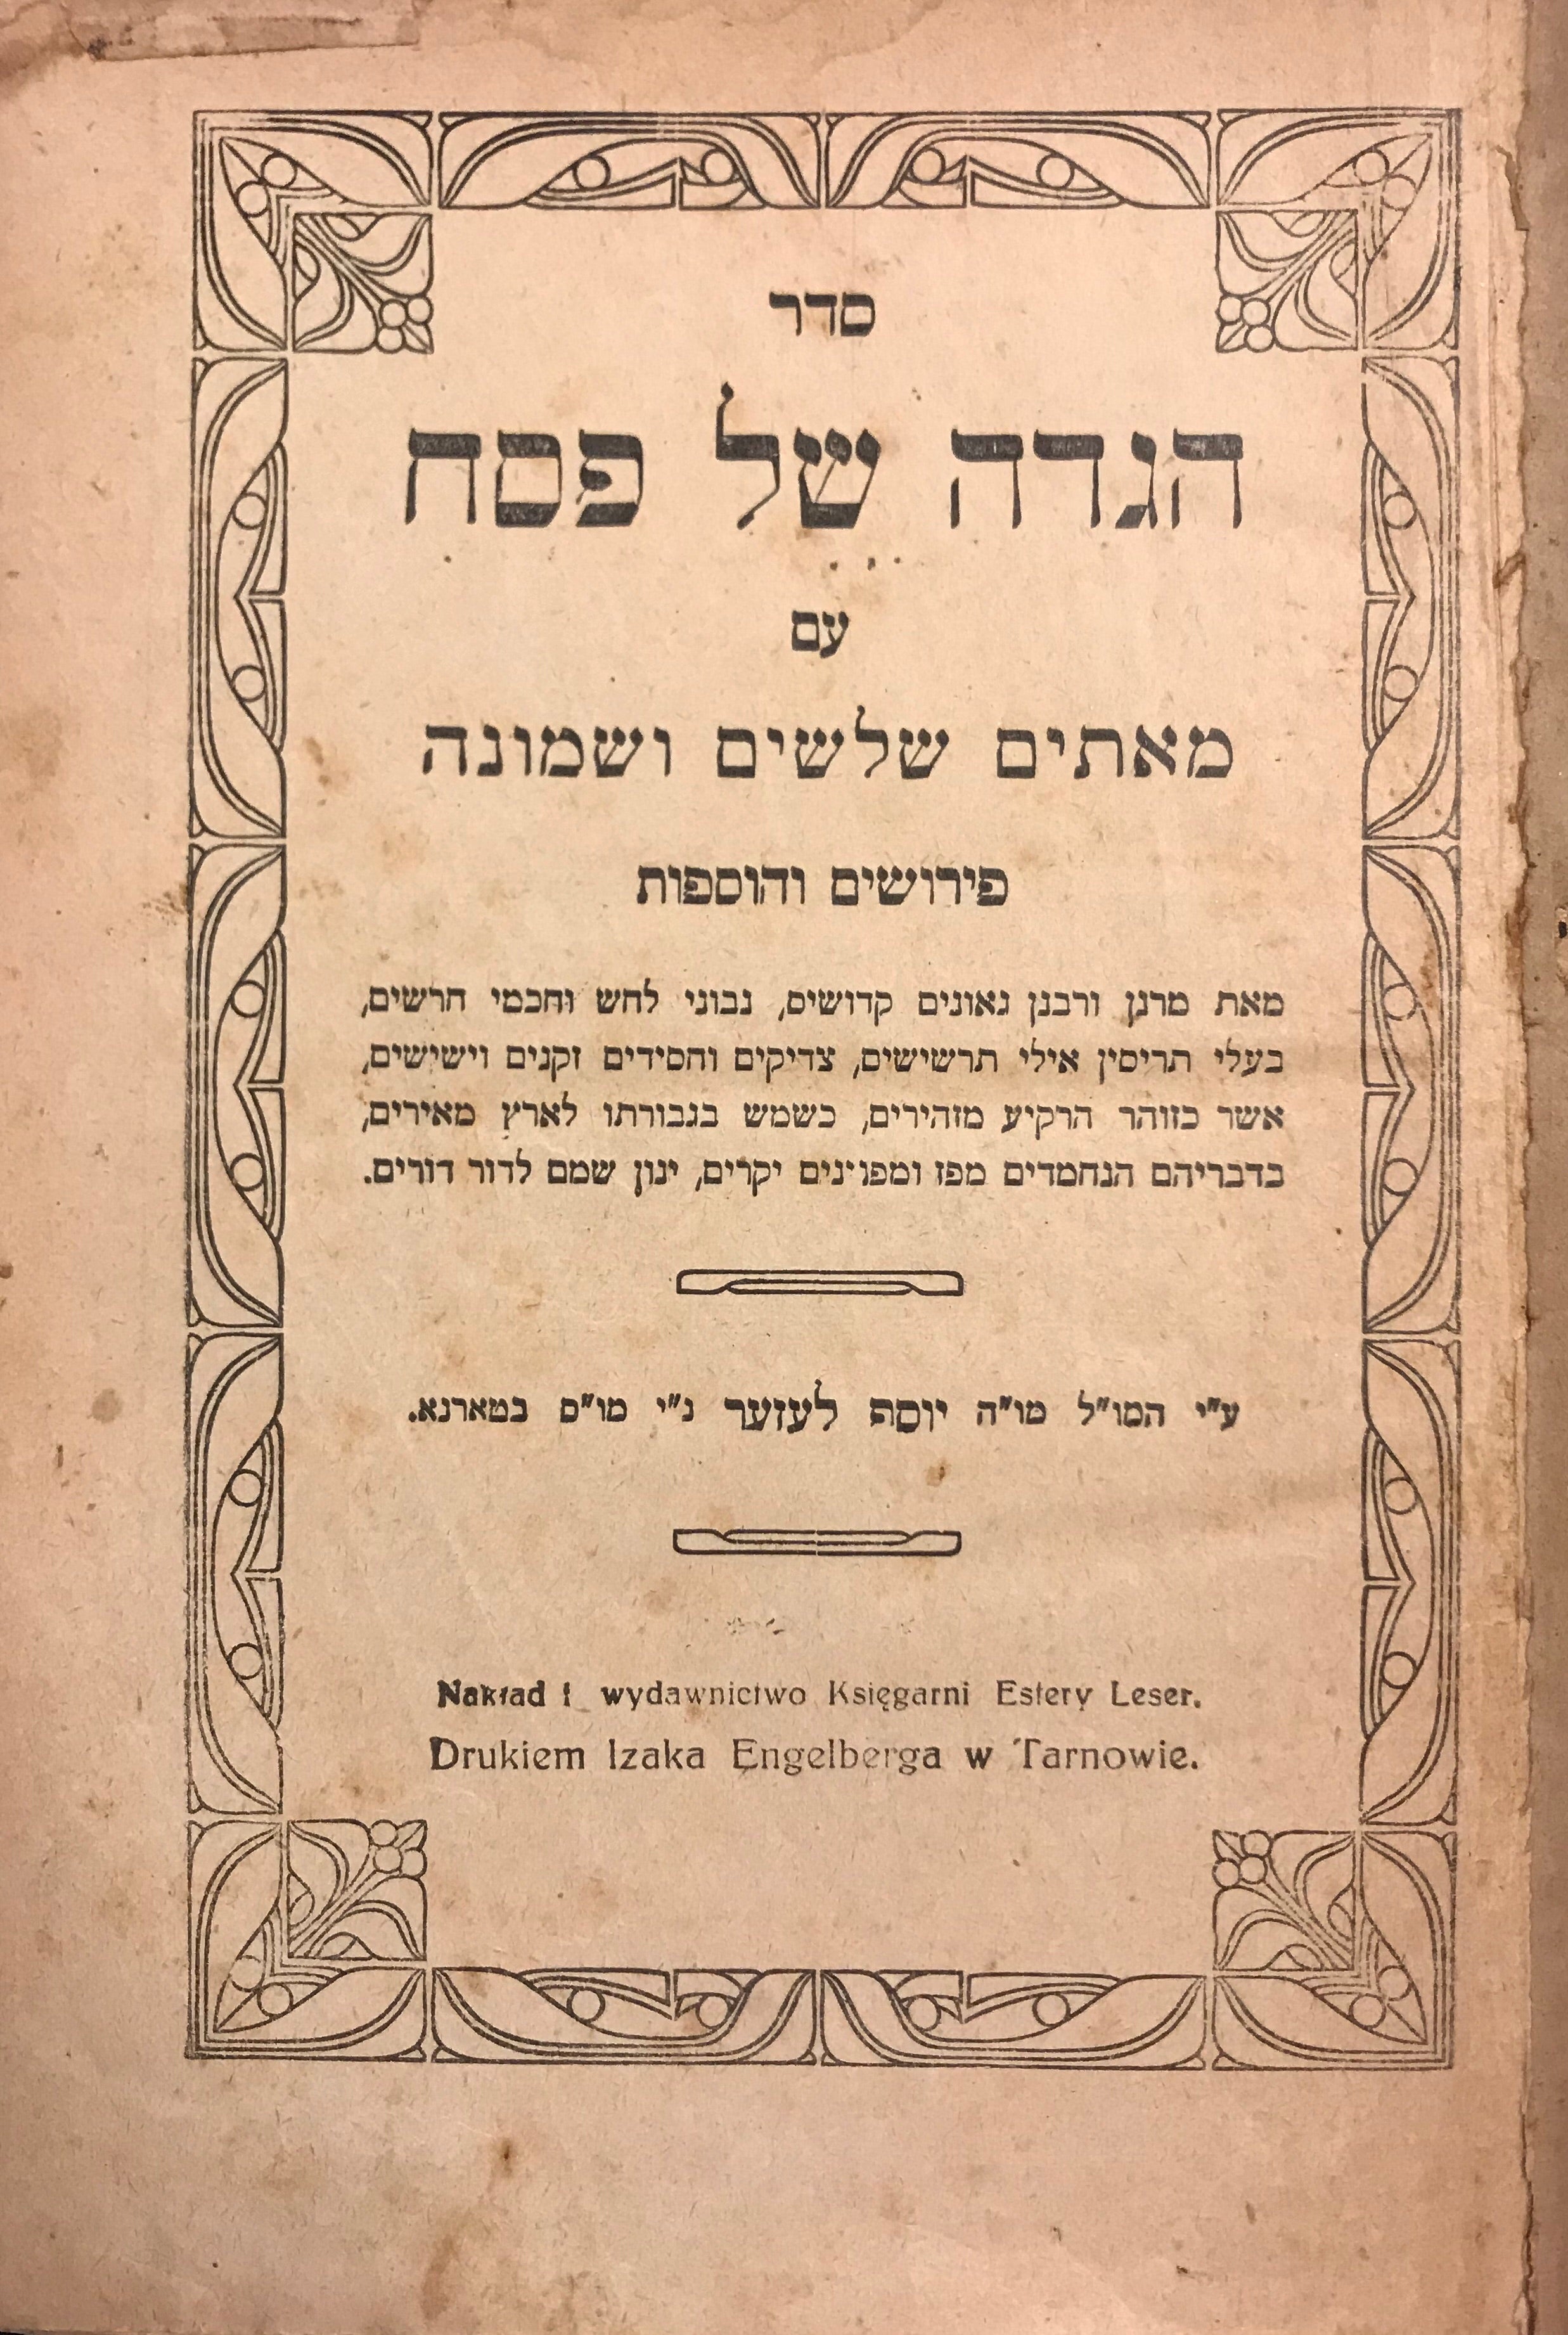 סדר
הגדה של פסח
עם
מאתים שלשים ושמונה
פירושים והוספות
מאת מרנן ורבנן גאונים קדושים, נבוני לחש וחכמי חרשים,
בעלי תריסין אילי תרשישים, צדיקים וחסידים זקנים וישישים,
אשר כזוהר הרקיע מזהירים, כשמש בגבורתו לארץ מאירים,
בדבריהם הנחמדים מפז ומפנינים יקרים, ינון שמם לדור דורים.
ע"י המו"ל מו"ה יוסף לעזער נ"י מו"ס בטארנא.
Nakład i wydawnictwo Księgarni Estery Leser.
Drukiem Izaka Engelberga w Tarnowie.